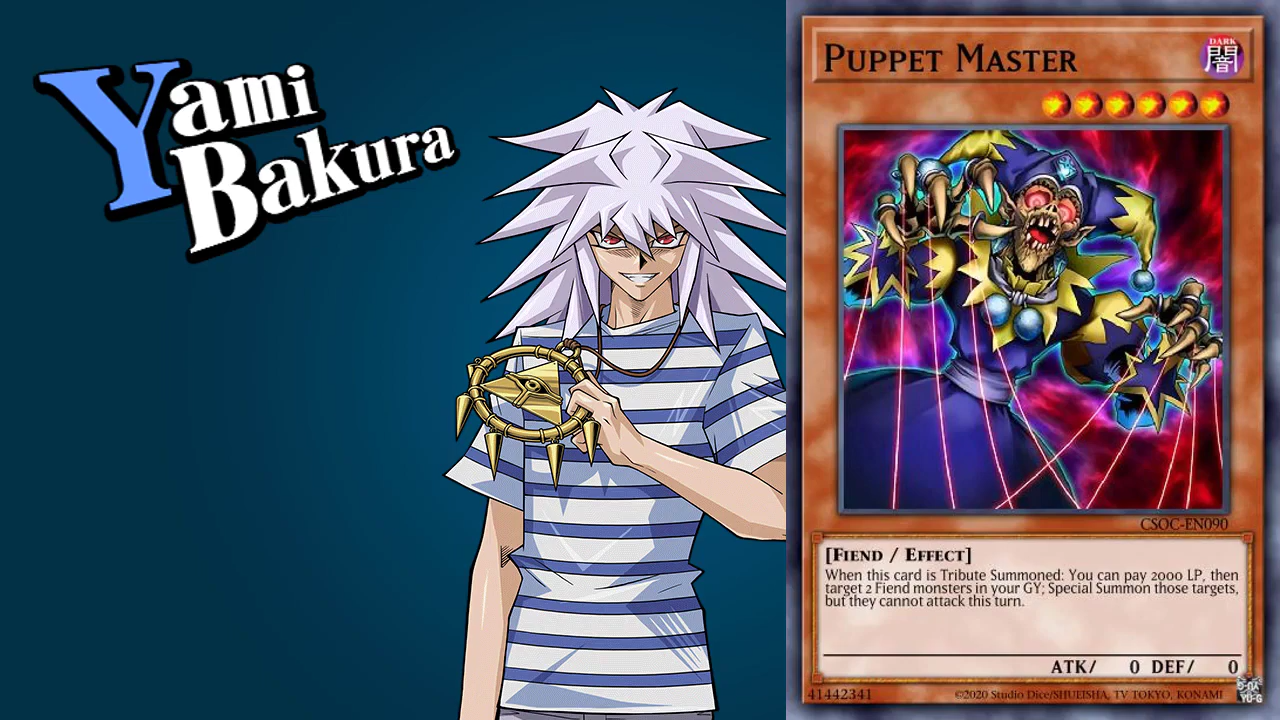 Yami
Bakura
PUPPET MASTER
DARK
闇
CSOC-EN090
[FIEND / EFFECT]
When this card is Tribute Summoned: You can pay 2000 LP, then
target 2 Fiend monsters in your GY; Special Summon those targets,
but they cannot attack this turn.
ATK/ 0 DEF/ 0
41442341
©2020 Studio Dice/SHUEISHA, TV TOKYO, KONAMI